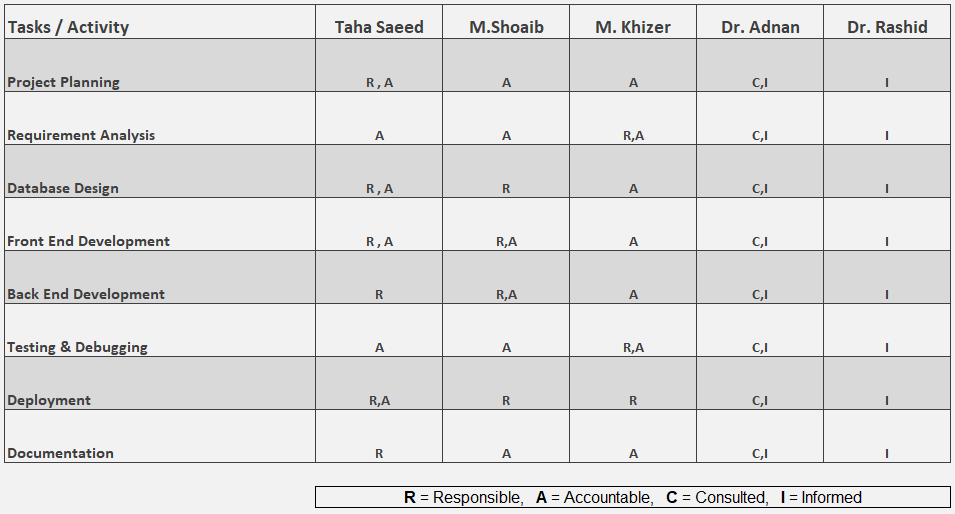 Tasks / Activity Taha Saeed M.Shoaib M. Khizer Dr. Adnan Dr. Rashid
Project Planning R , A A A C,I I
Requirement Analysis A A R,A C,I I
Database Design R , A R A C,I I
Front End Development R , A R,A A C,I I
Back End Development R R,A A C,I I
Testing & Debugging A A R,A C,I I
Deployment R,A R R C,I I
Documentation R A A C,I I
R = Responsible, A = Accountable, C = Consulted, I = Informed